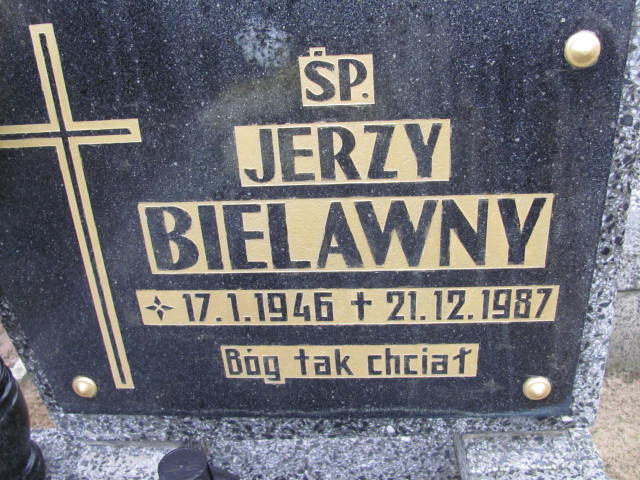 ŚP.
JERZY
BIELAWNY
✧ 17.1.1946 ✝ 21.12.1987
Bóg tak chciał